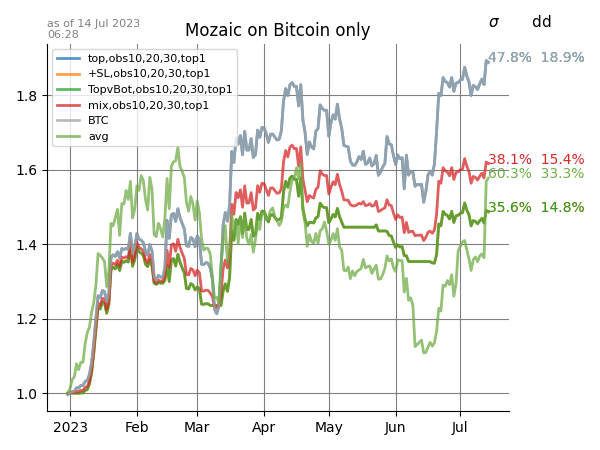 as of 14 Jul 2023
06:28
Mozaic on Bitcoin only
σ dd
top,obs10,20,30,top1
+SL,obs10,20,30,top1
TopvBot,obs10,20,30,top1
mix,obs10,20,30,top1
BTC
avg
47.8% 18.9%
38.1% 15.4%
60.3% 33.3%
35.6% 14.8%
1.8
1.6
1.4
1.2
1.0
2023 Feb Mar Apr May Jun Jul